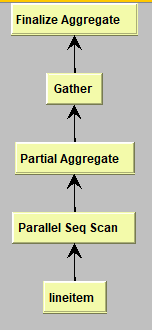 Finalize Aggregate
Gather
Partial Aggregate
Parallel Seq Scan
lineitem